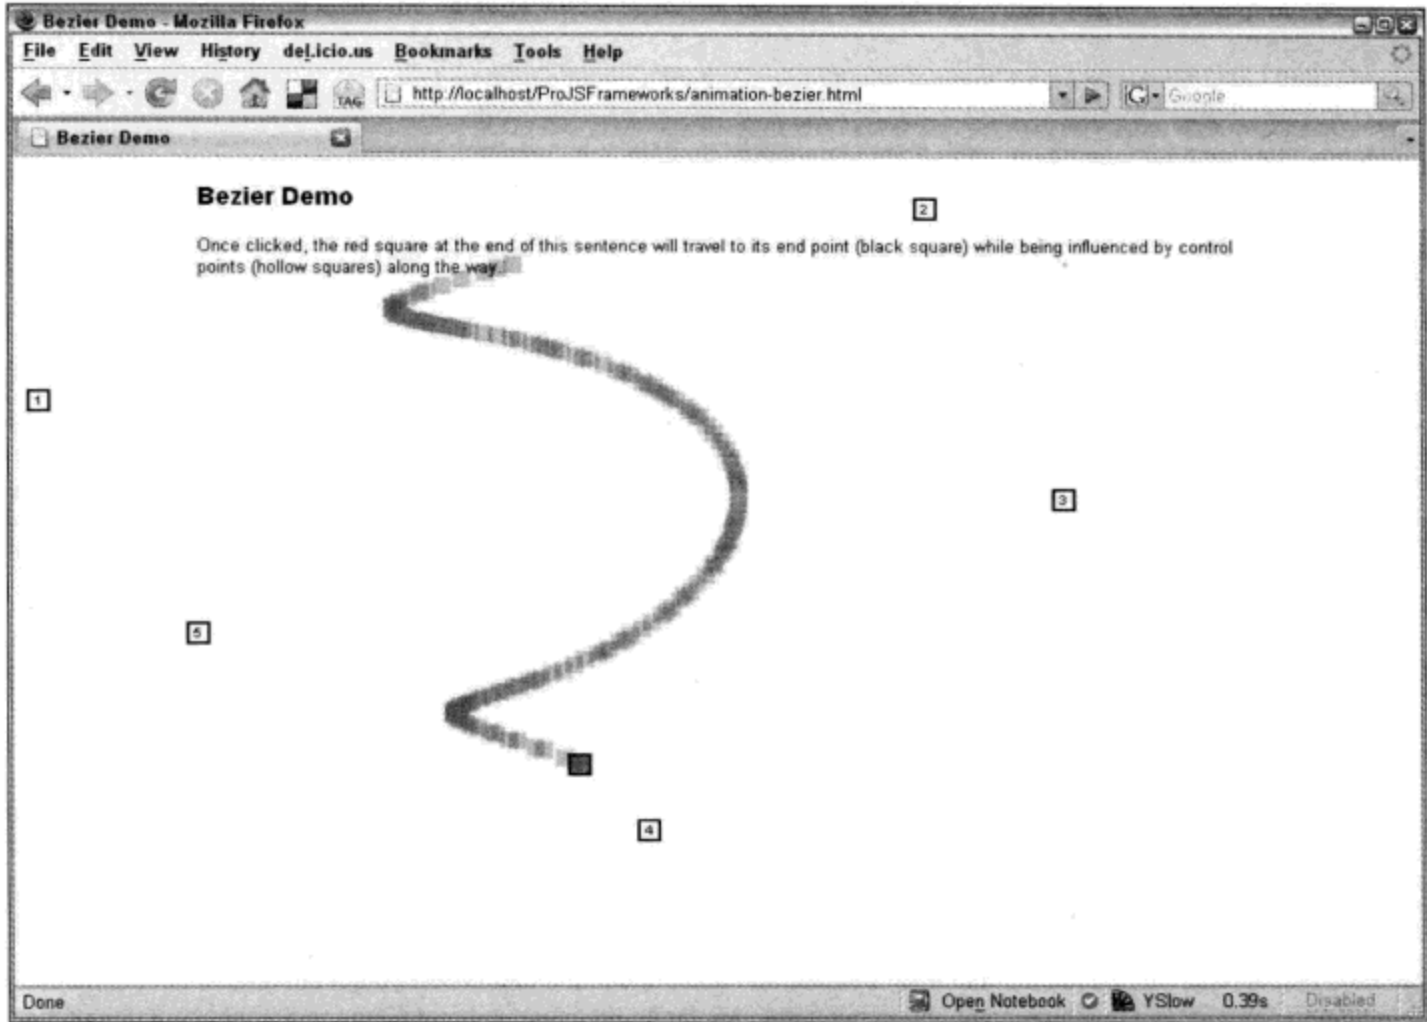 Bezier Demo - Mozilla Firefox
File Edit View History del.icio.us Bookmarks Tools Help
TAG http://localhost/ProJSFrameworks/animation-bezier.html G Google
Bezier Demo
Bezier Demo
2
Once clicked, the red square at the end of this sentence will travel to its end point (black square) while being influenced by control
points (hollow squares) along the way.
1
3
5
4
Done Open Notebook YSlow 0.39s Disabled